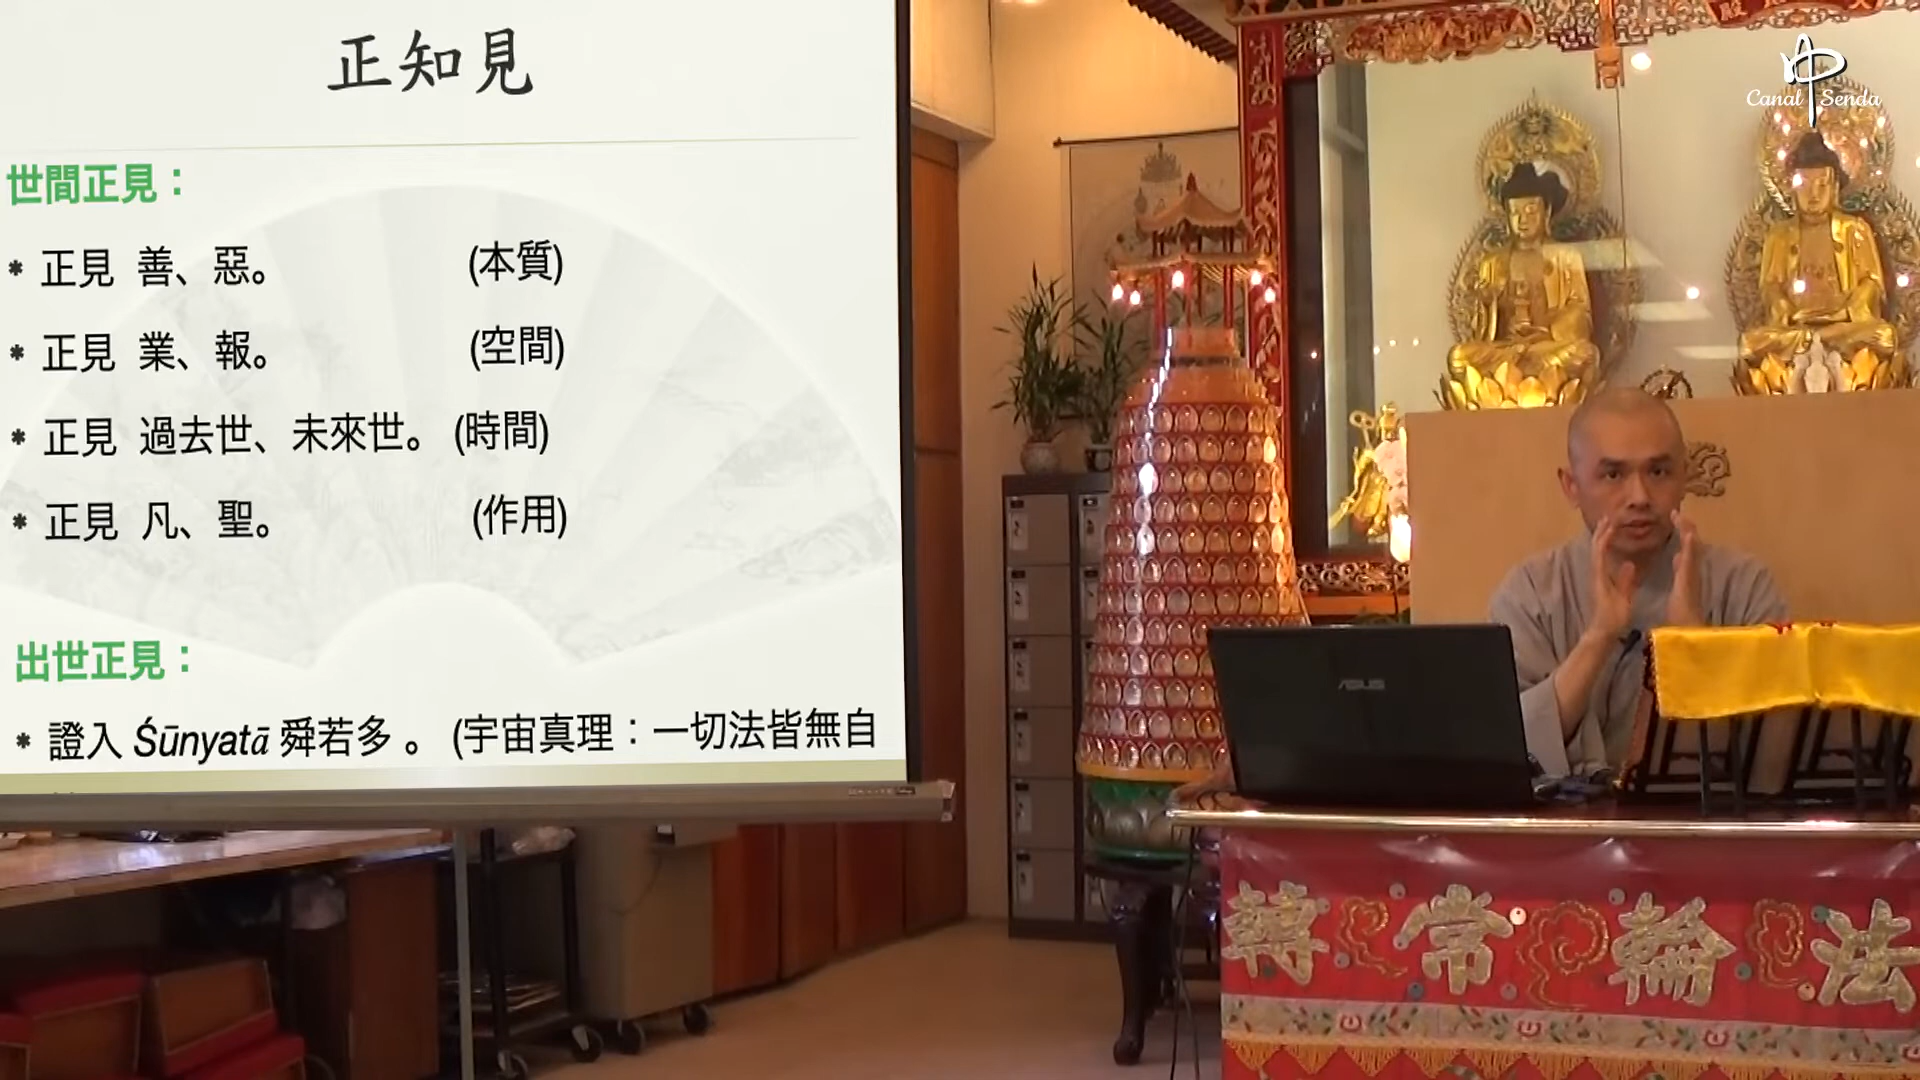 正知見
世間正見：
* 正見 善、惡。 (本質)
* 正見 業、報。 (空間)
* 正見 過去世、未來世。 (時間)
* 正見 凡、聖。 (作用)
出世正見：
* 證入 Śūnyatā 舜若多 。 (宇宙真理：一切法皆無自
Canal Senda
ASUS
轉常輪法